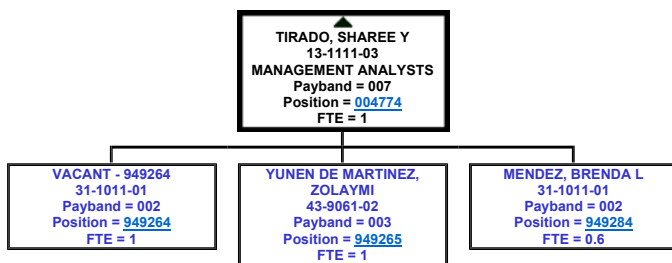 TIRADO, SHAREE Y
13-1111-03
MANAGEMENT ANALYSTS
Payband = 007
Position = 004774
FTE = 1
VACANT - 949264
31-1011-01
Payband = 002
Position = 949264
FTE = 1
YUNEN DE MARTINEZ,
ZOLAYMI
43-9061-02
Payband = 003
Position = 949265
FTE = 1
MENDEZ, BRENDA L
31-1011-01
Payband = 002
Position = 949284
FTE = 0.6